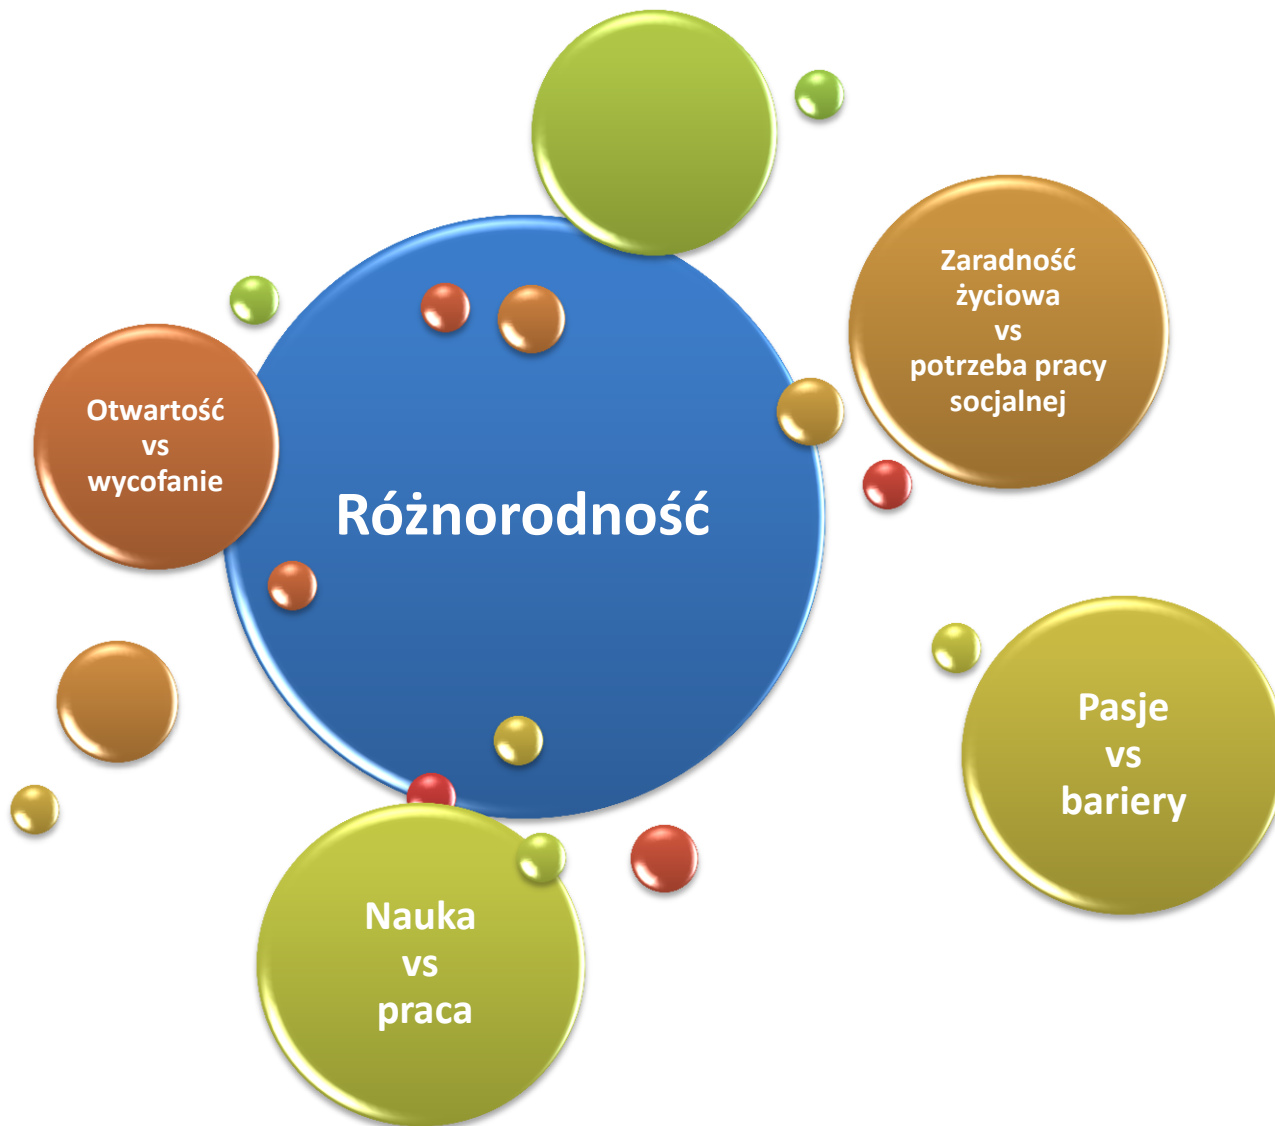 Zaradność
życiowa
vs
potrzeba pracy
socjalnej
Otwartość
vs
wycofanie
Różnorodność
Pasje
vs
bariery
Nauka
vs
praca